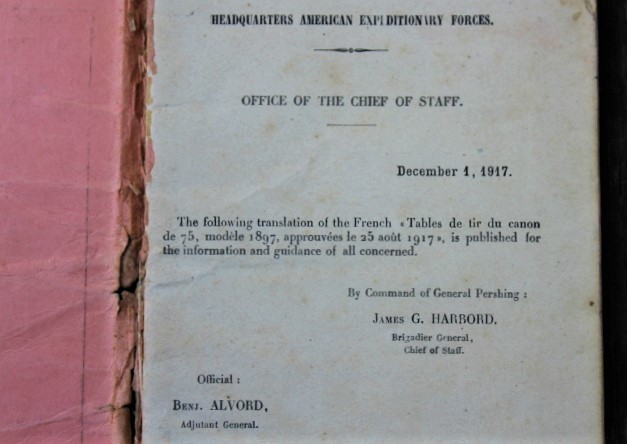 HEADQUARTERS AMERICAN EXPEDITIONARY FORCES.
OFFICE OF THE CHIEF OF STAFF.
December 1, 1917.
The following translation of the French « Tables de tir du canon
de 75, modèle 1897, approuvées le 25 août 1917 », is published for
the information and guidance of all concerned.
By Command of General Pershing :
JAMES G. HARBORD,
Brigadier General,
Chief of Staff.
Official :
BENJ. ALVORD,
Adjutant General.